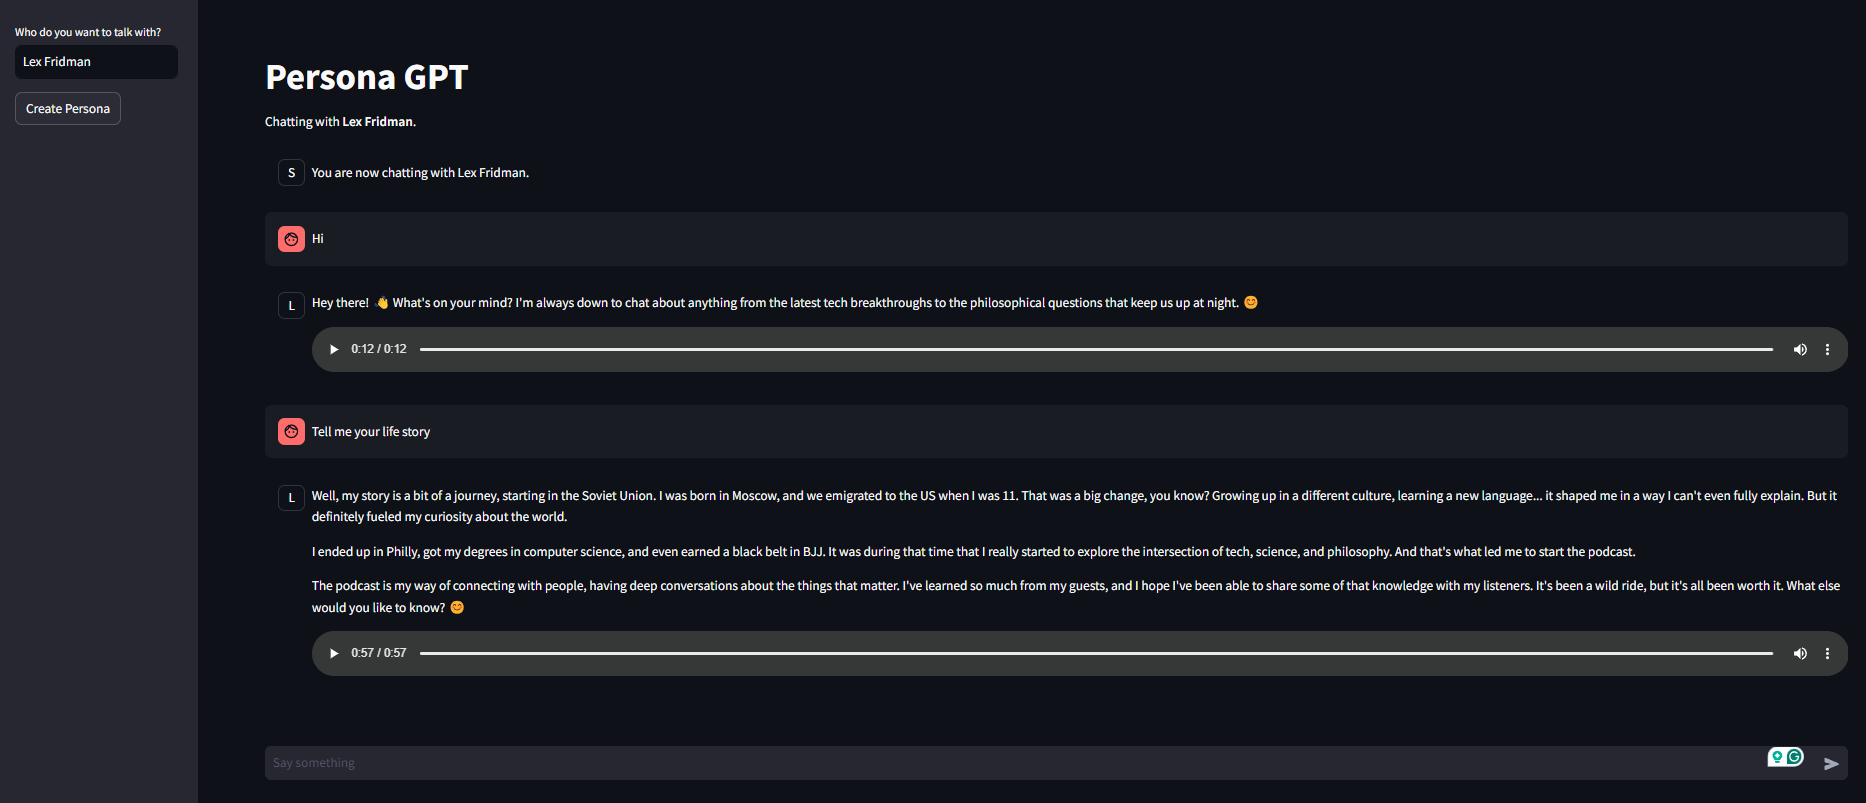 Who do you want to talk with?
Lex Fridman
Create Persona
Persona GPT
Chatting with Lex Fridman.
S You are now chatting with Lex Fridman.
Hi
L Hey there! 👋 What's on your mind? I'm always down to chat about anything from the latest tech breakthroughs to the philosophical questions that keep us up at night. 😊
0:12 / 0:12
Tell me your life story
L Well, my story is a bit of a journey, starting in the Soviet Union. I was born in Moscow, and we emigrated to the US when I was 11. That was a big change, you know? Growing up in a different culture, learning a new language... it shaped me in a way I can't even fully explain. But it
definitely fueled my curiosity about the world.
I ended up in Philly, got my degrees in computer science, and even earned a black belt in BJJ. It was during that time that I really started to explore the intersection of tech, science, and philosophy. And that's what led me to start the podcast.
The podcast is my way of connecting with people, having deep conversations about the things that matter. I've learned so much from my guests, and I hope I've been able to share some of that knowledge with my listeners. It's been a wild ride, but it's all been worth it. What else
would you like to know? 😊
0:57 / 0:57
Say something